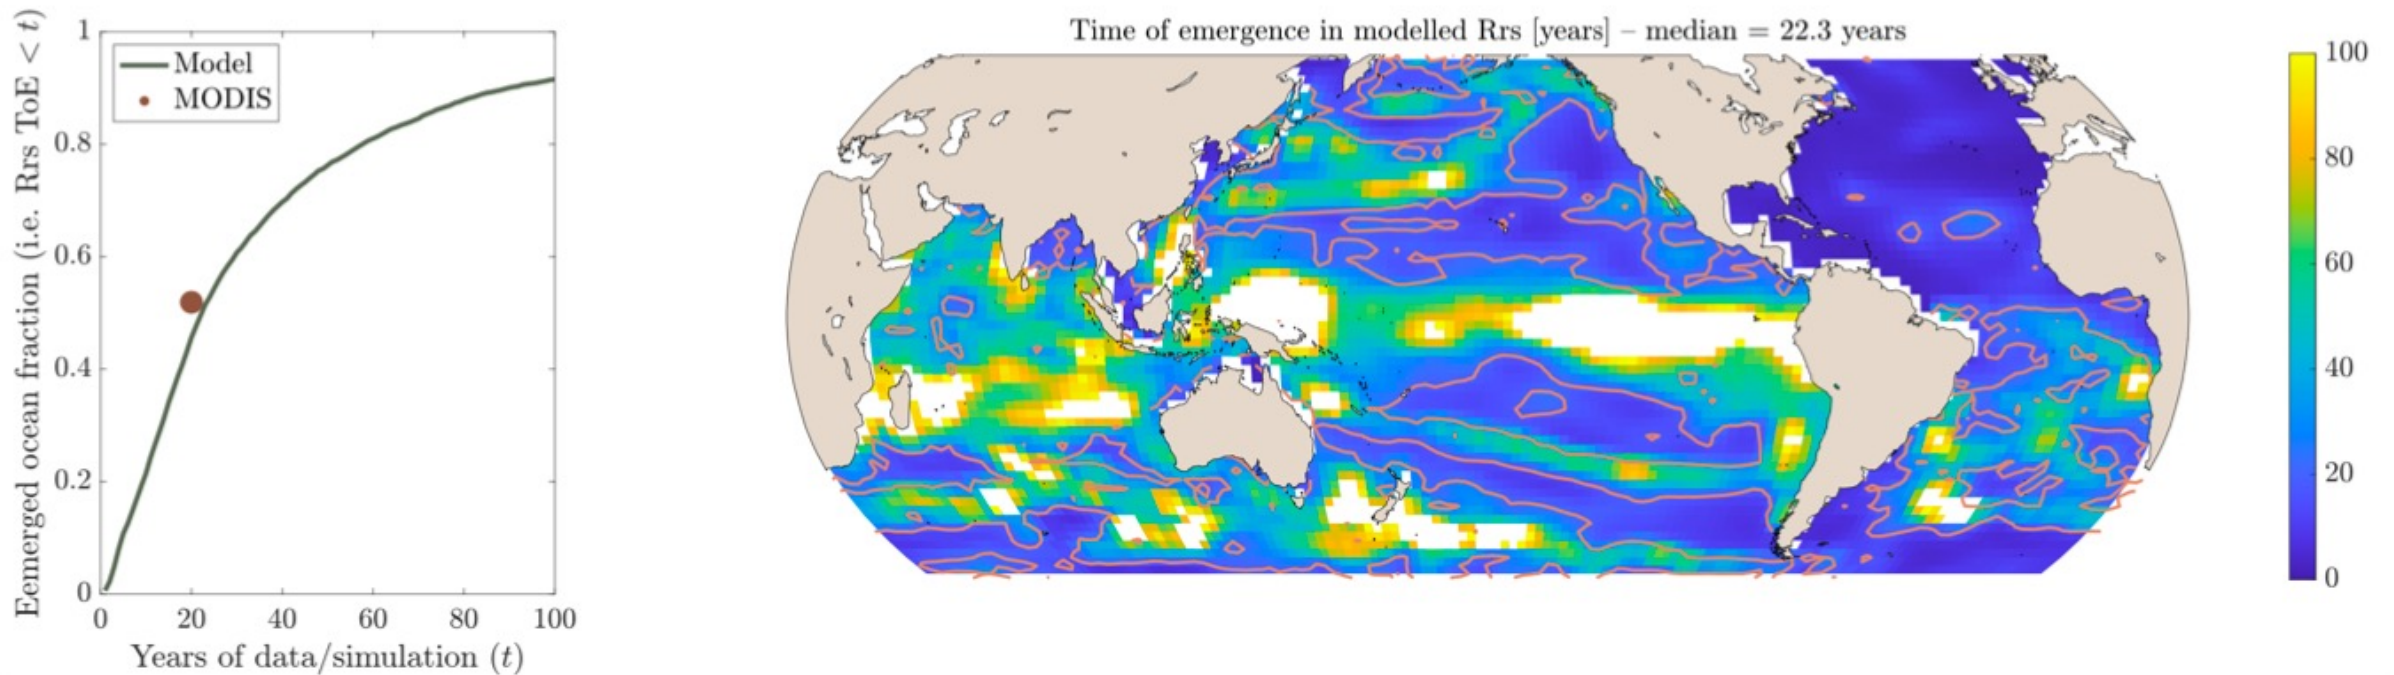 Eemerged ocean fraction (i.e. Rrs ToE < t)
1
0.8
0.6
0.4
0.2
0
Model
MODIS
0 20 40 60 80 100
Years of data/simulation (t)
Time of emergence in modelled Rrs [years] – median = 22.3 years
100
80
60
40
20
0